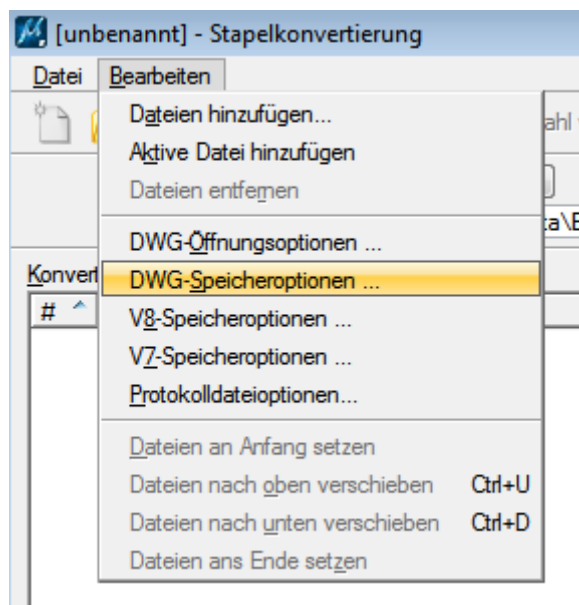 [unbenannt] - Stapelkonvertierung
Datei Bearbeiten
Dateien hinzufügen...
Aktive Datei hinzufügen
Dateien entfernen
DWG-Öffnungsoptionen ...
DWG-Speicheroptionen ...
V8-Speicheroptionen ...
V7-Speicheroptionen ...
Protokolldateioptionen...
#
Dateien an Anfang setzen
Dateien nach oben verschieben Ctrl+U
Dateien nach unten verschieben Ctrl+D
Dateien ans Ende setzen